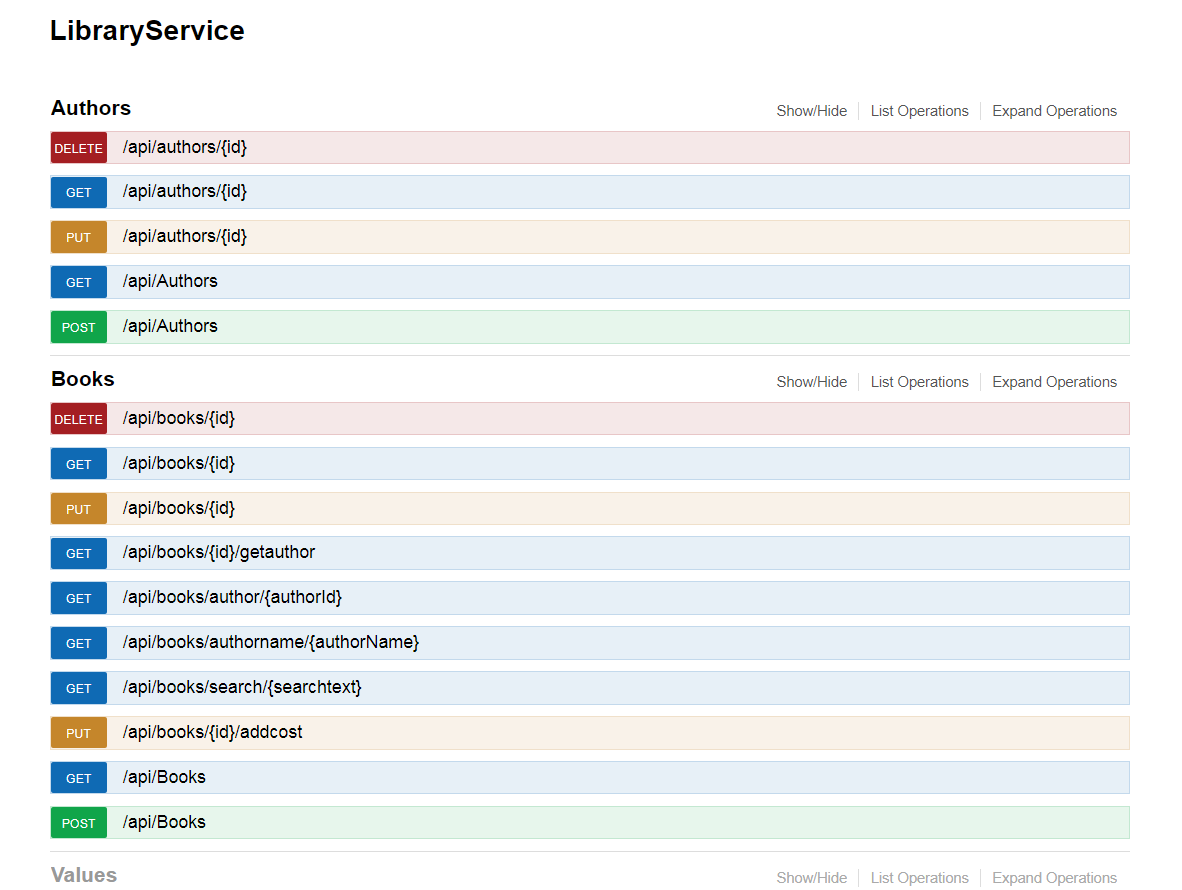 LibraryService
Authors Show/Hide List Operations Expand Operations
DELETE /api/authors/{id}
GET /api/authors/{id}
PUT /api/authors/{id}
GET /api/Authors
POST /api/Authors
Books Show/Hide List Operations Expand Operations
DELETE /api/books/{id}
GET /api/books/{id}
PUT /api/books/{id}
GET /api/books/{id}/getauthor
GET /api/books/author/{authorId}
GET /api/books/authorname/{authorName}
GET /api/books/search/{searchtext}
PUT /api/books/{id}/addcost
GET /api/Books
POST /api/Books
Values Show/Hide List Operations Expand Operations